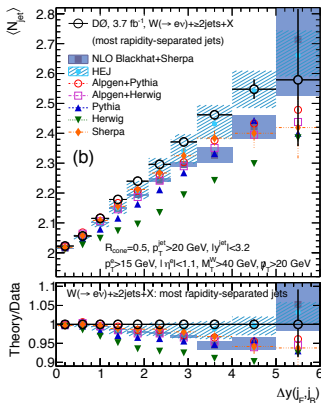 ⟨N_jet⟩
2.8
2.7
2.6
2.5
2.4
2.3
2.2
2.1
2
DØ, 3.7 fb⁻¹, W(→ eν)+≥2jets+X
(most rapidity-separated jets)
NLO Blackhat+Sherpa
HEJ
Alpgen+Pythia
Alpgen+Herwig
Pythia
Herwig
Sherpa
(b)
R_cone=0.5, p_T^jet>20 GeV, |y^jet|<3.2
p_T^e>15 GeV, |η^e|<1.1, M_T^W>40 GeV, p̸_T>20 GeV
Theory/Data
1.1
1.05
1
0.95
0.9
W(→ eν)+≥2jets+X: most rapidity-separated jets
0 1 2 3 4 5 6
Δy(j_F,j_B)